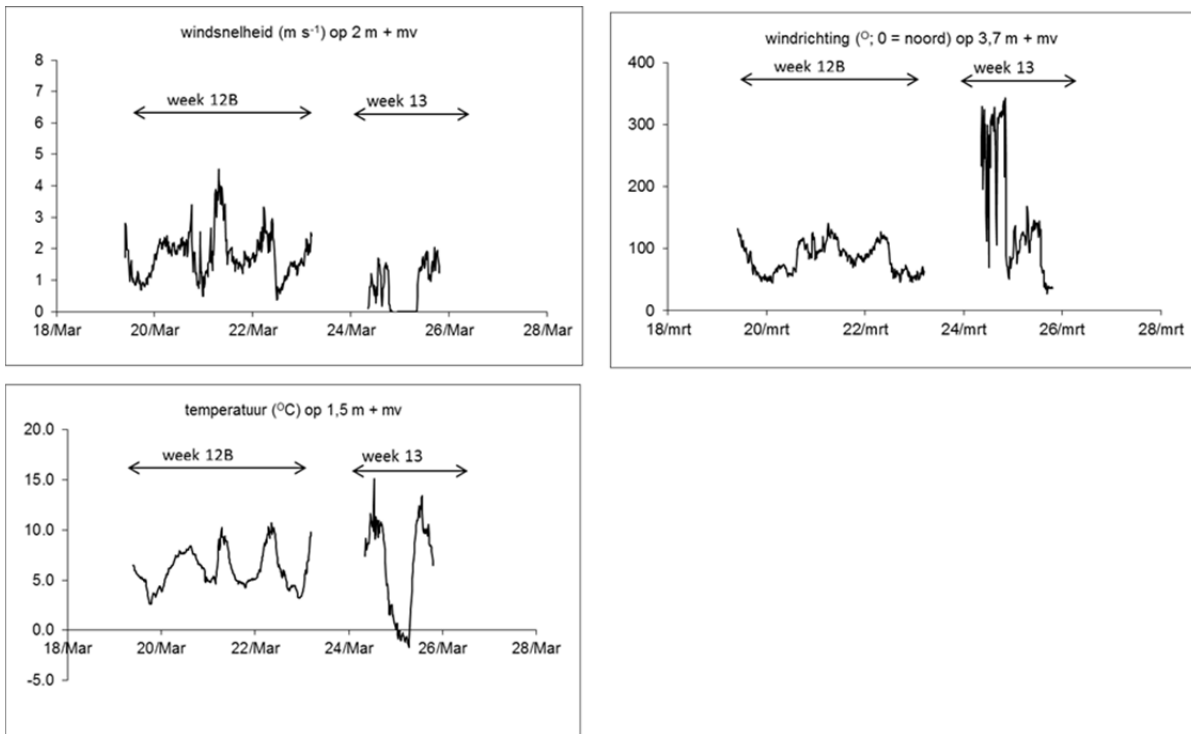 windsnelheid (m s⁻¹) op 2 m + mv
8
7
6
5
4
3
2
1
0
week 12B
week 13
18/Mar 20/Mar 22/Mar 24/Mar 26/Mar 28/Mar
windrichting (º; 0 = noord) op 3,7 m + mv
400
300
200
100
0
week 12B
week 13
18/mrt 20/mrt 22/mrt 24/mrt 26/mrt 28/mrt
temperatuur (ºC) op 1,5 m + mv
20.0
15.0
10.0
5.0
0.0
-5.0
week 12B
week 13
18/Mar 20/Mar 22/Mar 24/Mar 26/Mar 28/Mar